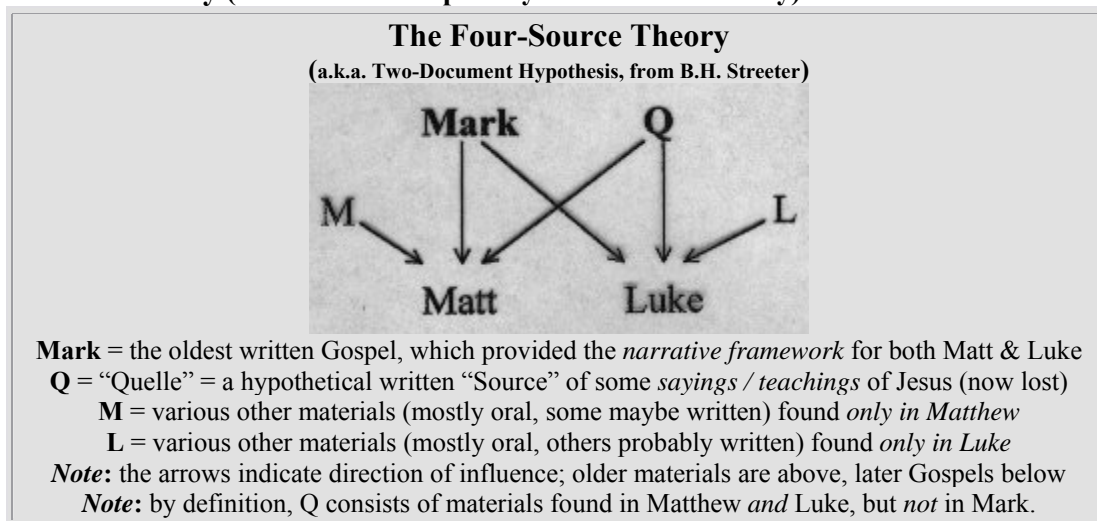 The Four-Source Theory
(a.k.a. Two-Document Hypothesis, from B.H. Streeter)
Mark Q
M L
Matt Luke
Mark = the oldest written Gospel, which provided the narrative framework for both Matt & Luke
Q = “Quelle” = a hypothetical written “Source” of some sayings / teachings of Jesus (now lost)
M = various other materials (mostly oral, some maybe written) found only in Matthew
L = various other materials (mostly oral, others probably written) found only in Luke
Note: the arrows indicate direction of influence; older materials are above, later Gospels below
Note: by definition, Q consists of materials found in Matthew and Luke, but not in Mark.